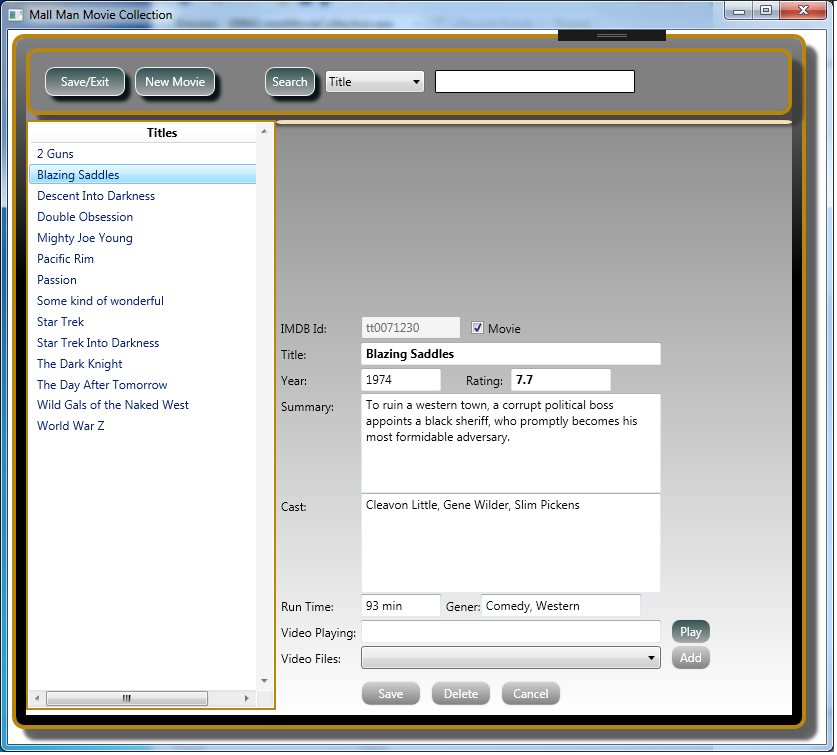 Mall Man Movie Collection
Save/Exit New Movie Search Title
Titles
2 Guns
Blazing Saddles
Descent Into Darkness
Double Obsession
Mighty Joe Young
Pacific Rim
Passion
Some kind of wonderful
Star Trek
Star Trek Into Darkness
The Dark Knight
The Day After Tomorrow
Wild Gals of the Naked West
World War Z
IMDB Id: tt0071230 Movie
Title: Blazing Saddles
Year: 1974 Rating: 7.7
Summary: To ruin a western town, a corrupt political boss
appoints a black sheriff, who promptly becomes his
most formidable adversary.
Cast: Cleavon Little, Gene Wilder, Slim Pickens
Run Time: 93 min Gener: Comedy, Western
Video Playing: Play
Video Files: Add
Save Delete Cancel